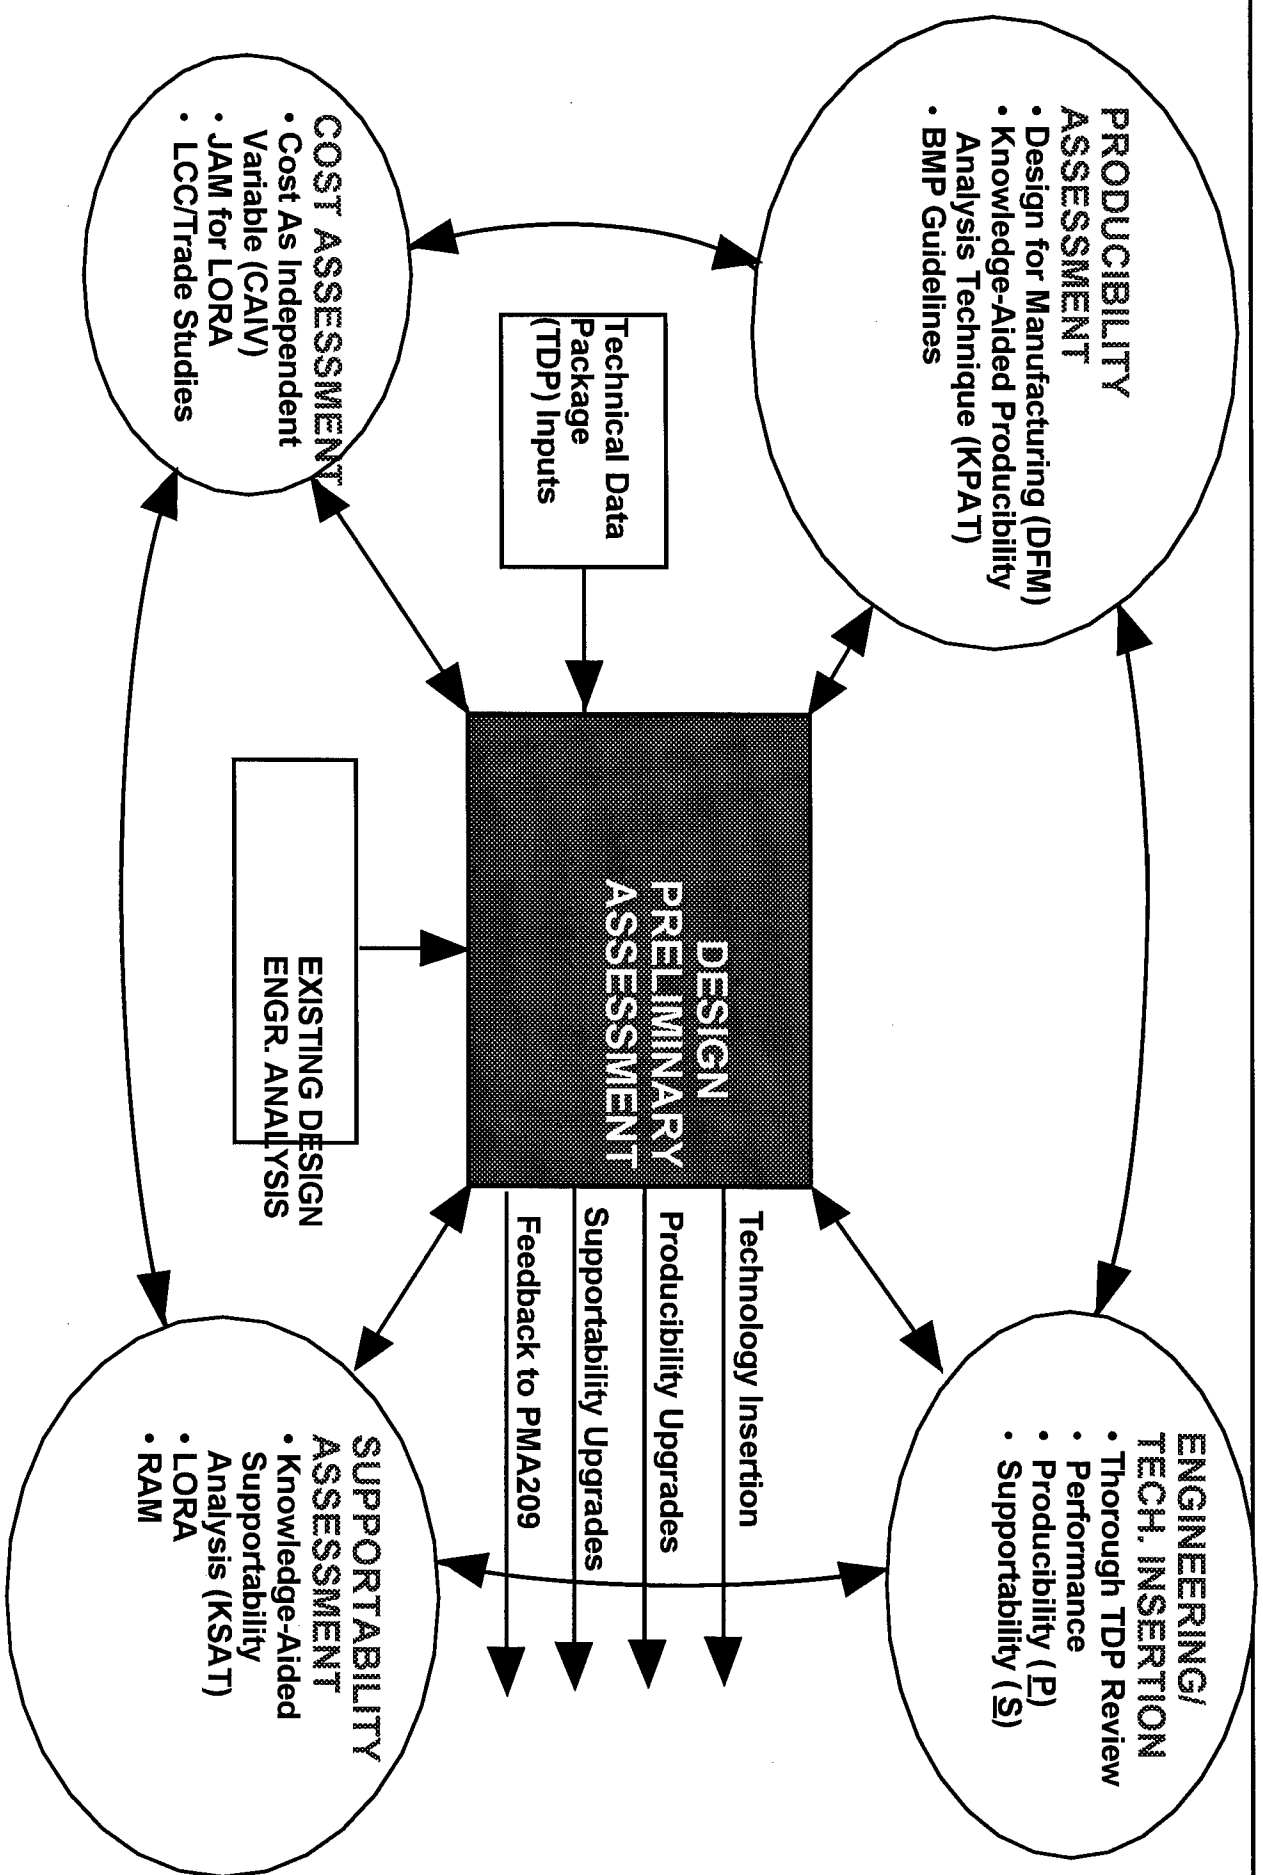 PRODUCIBILITY
ASSESSMENT
• Design for Manufacturing (DFM)
• Knowledge-Aided Producibility
Analysis Technique (KPAT)
• BMP Guidelines
ENGINEERING/
TECH. INSERTION
• Thorough TDP Review
• Performance
• Producibility (P)
• Supportability (S)
Technical Data
Package
(TDP) Inputs
DESIGN
PRELIMINARY
ASSESSMENT
Technology Insertion
Producibility Upgrades
Supportability Upgrades
Feedback to PMA209
COST ASSESSMENT
• Cost As Independent
Variable (CAIV)
• JAM for LORA
• LCC/Trade Studies
EXISTING DESIGN
ENGR. ANALYSIS
SUPPORTABILITY
ASSESSMENT
• Knowledge-Aided
Supportability
Analysis (KSAT)
• LORA
• RAM